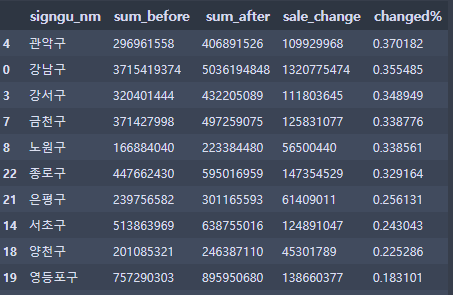 signgu_nm sum_before sum_after sale_change changed%
4 관악구 296961558 406891526 109929968 0.370182
0 강남구 3715419374 5036194848 1320775474 0.355485
3 강서구 320401444 432205089 111803645 0.348949
7 금천구 371427998 497259075 125831077 0.338776
8 노원구 166884040 223384480 56500440 0.338561
22 종로구 447662430 595016959 147354529 0.329164
21 은평구 239756582 301165593 61409011 0.256131
14 서초구 513863969 638755016 124891047 0.243043
18 양천구 201085321 246387110 45301789 0.225286
19 영등포구 757290303 895950680 138660377 0.183101